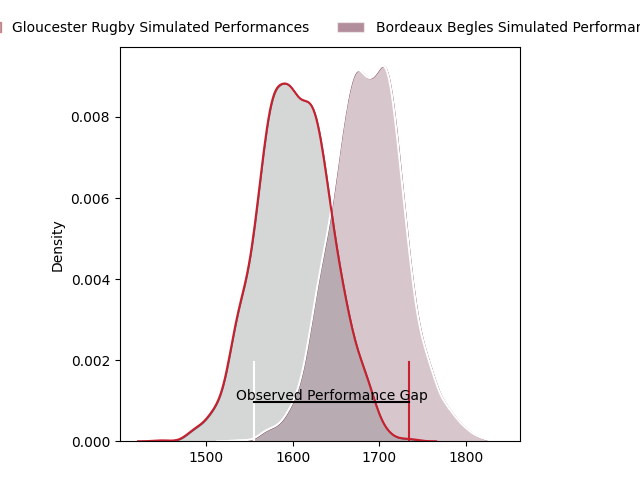 Gloucester Rugby Simulated Performances
Bordeaux Begles Simulated
Density
0.008
0.006
0.004
0.002
0.000
Observed Performance Gap
1500
1600
1700
1800